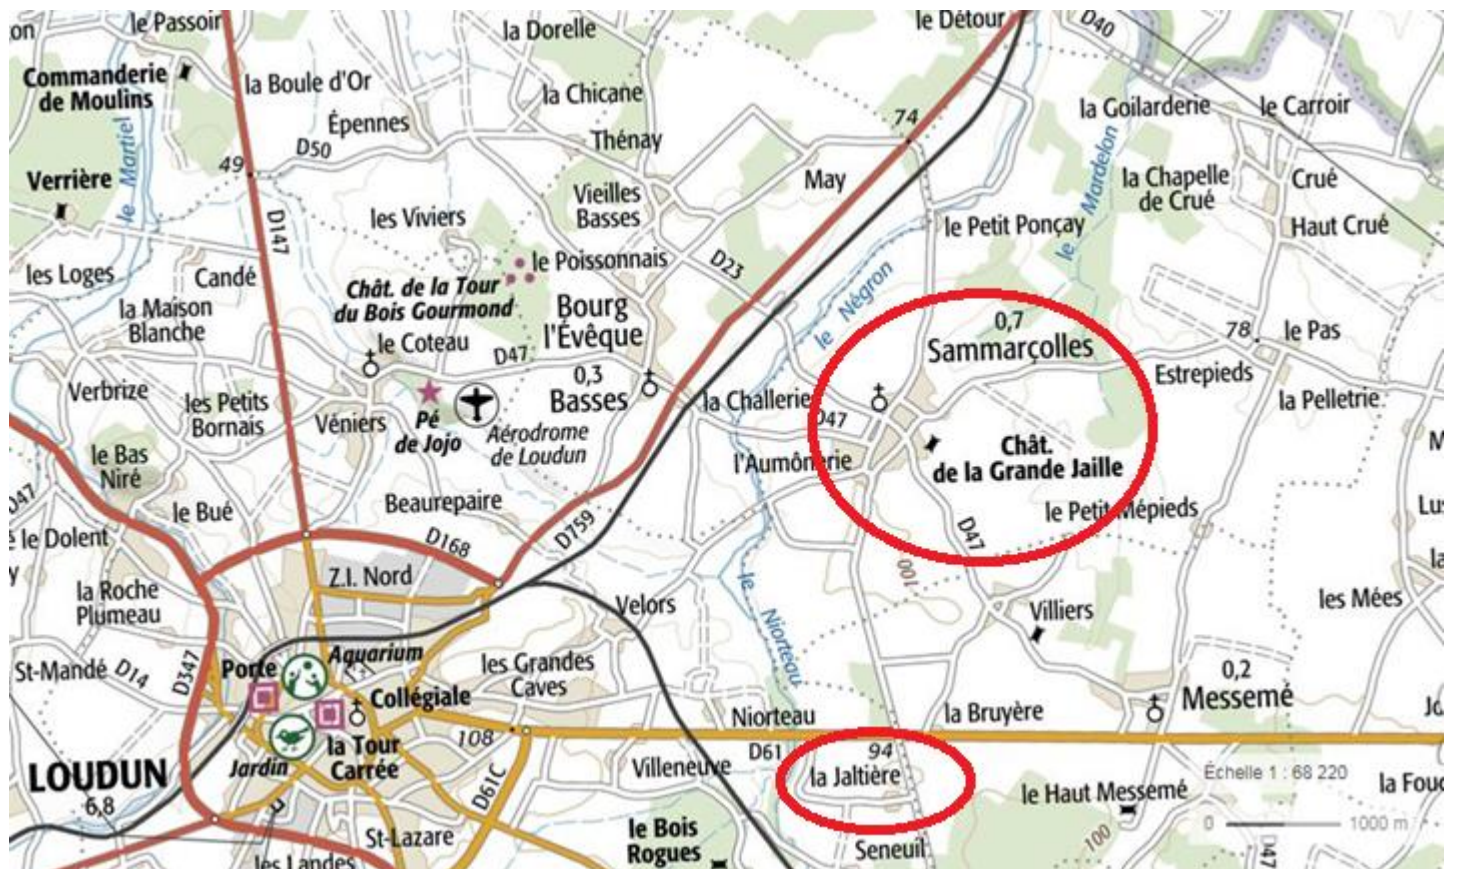 on
le Passoir
la Dorelle
le Détour
D40
Commanderie
de Moulins
la Boule d'Or
la Chicane
la Goilarderie
le Carroir
Épennes
74
D50
Thénay
le Martiel
49
Verrière
May
la Chapelle
de Crué
Crué
Vieilles
Basses
le Mardelon
les Viviers
le Petit Ponçay
Haut Crué
D147
les Loges
Candé
le Poissonnais
D23
Chât. de la Tour
du Bois Gourmond
le Négron
la Maison
Blanche
Bourg
l'Évêque
0,7
Sammarçolles
78
le Pas
le Coteau
D47
0,3
Basses
Estrepieds
Verbrize
les Petits
Bornais
la Challerie
la Pelletrie
Véniers
Pé
de Jojo
Aérodrome
de Loudun
D47
M
Chât.
de la Grande Jaille
le Bas
Niré
l'Aumônerie
D47
le Bué
Beaurepaire
le Petit Mépieds
Lus
D759
D47
e le Dolent
D168
la
y
Z.I. Nord
100
la Roche
Plumeau
le Niorteau
Velors
Villiers
les Mées
St-Mandé
D14
D347
Porte
Aquarium
les Grandes
Caves
0,2
Messemé
Collégiale
Niorteau
la Bruyère
Jo
108
D61
94
la Tour
Carrée
Jardin
LOUDUN
6,8
D61C
Villeneuve
la Jaltière
Échelle 1 : 68 220
le Haut Messemé
la Fouc
0
1000 m
St-Lazare
le Bois
Rogues
100
Seneuil
D47
les Landes